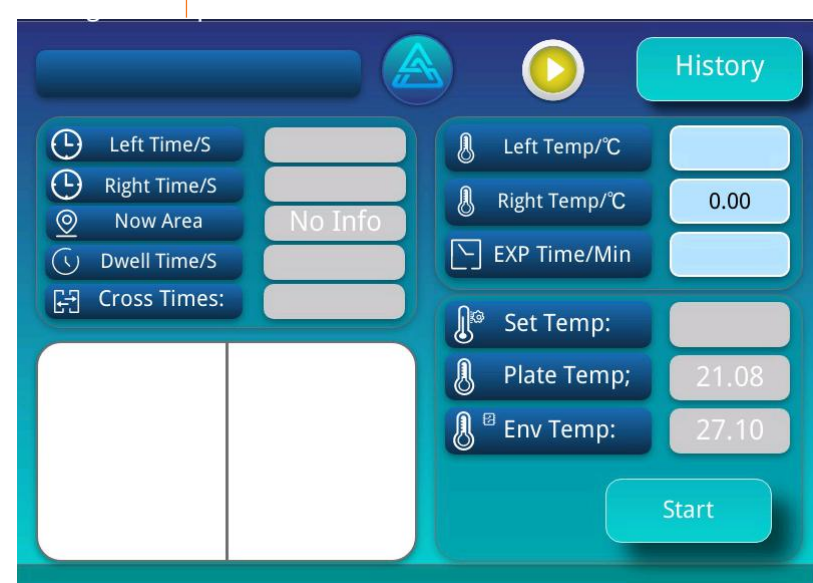 History
Left Time/S
Right Time/S
Now Area No Info
Dwell Time/S
Cross Times:
Left Temp/℃
Right Temp/℃ 0.00
EXP Time/Min
Set Temp:
Plate Temp; 21.08
Env Temp: 27.10
Start